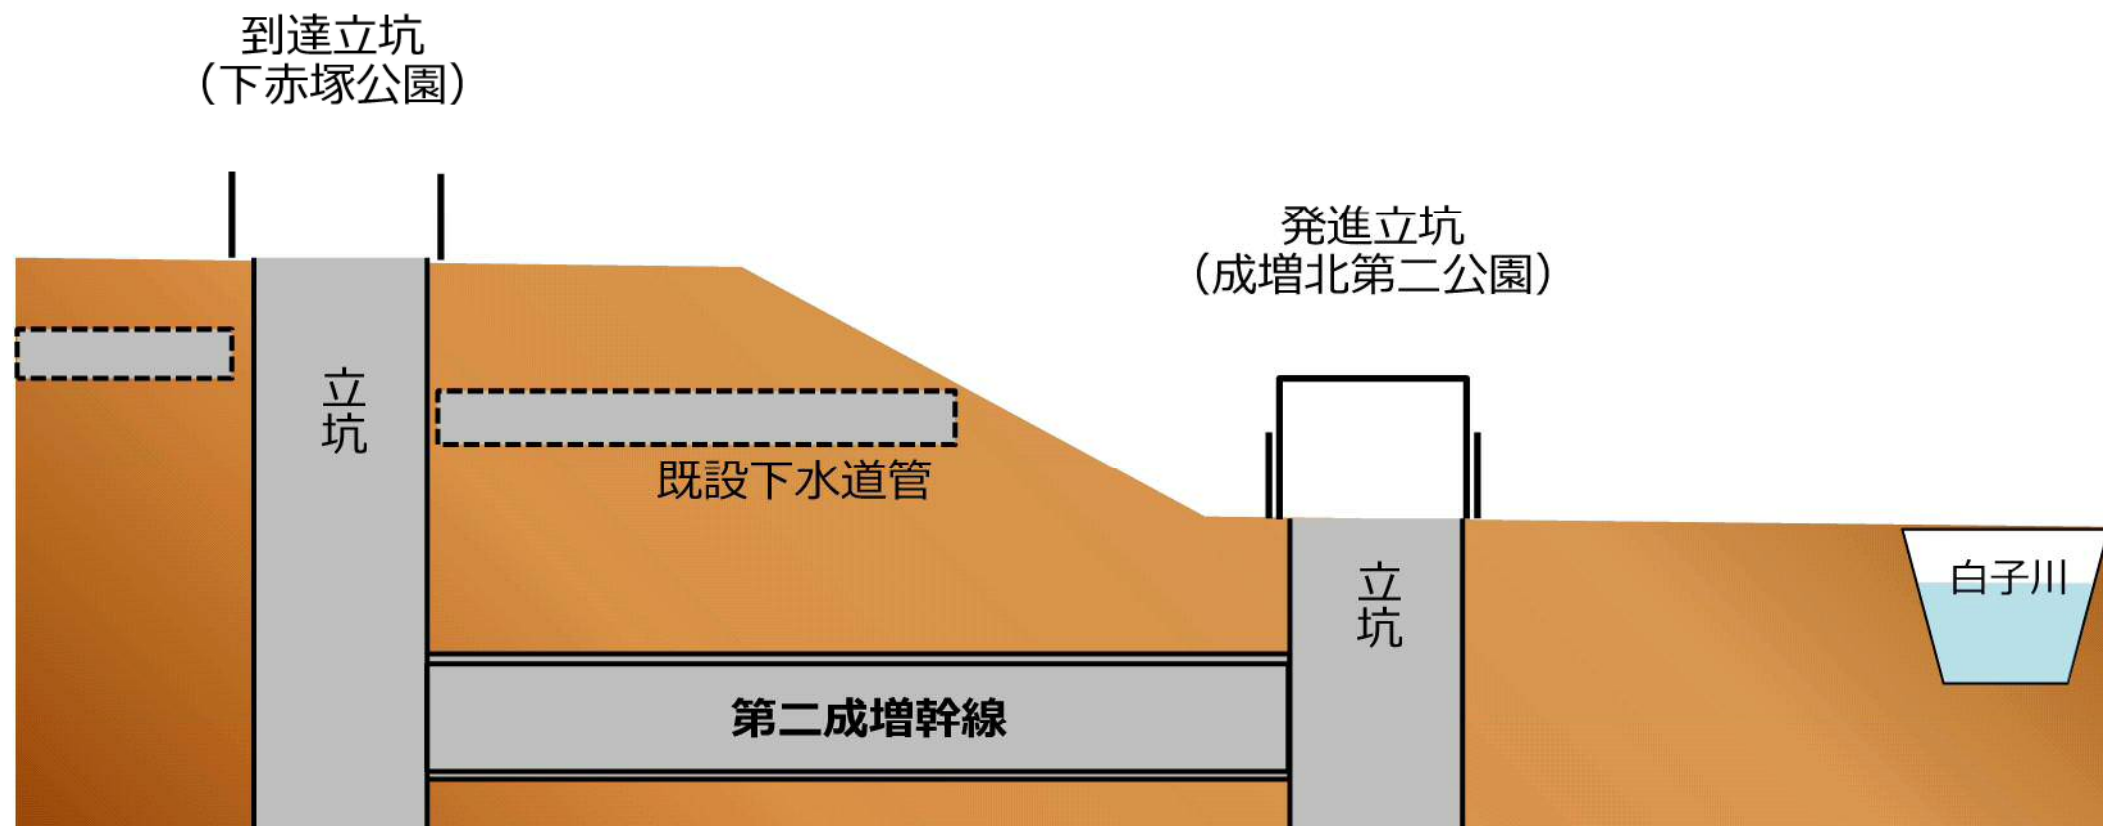 到達立坑
（下赤塚公園）
発進立坑
（成増北第二公園）
立坑
既設下水道管
立坑
白子川
第二成増幹線